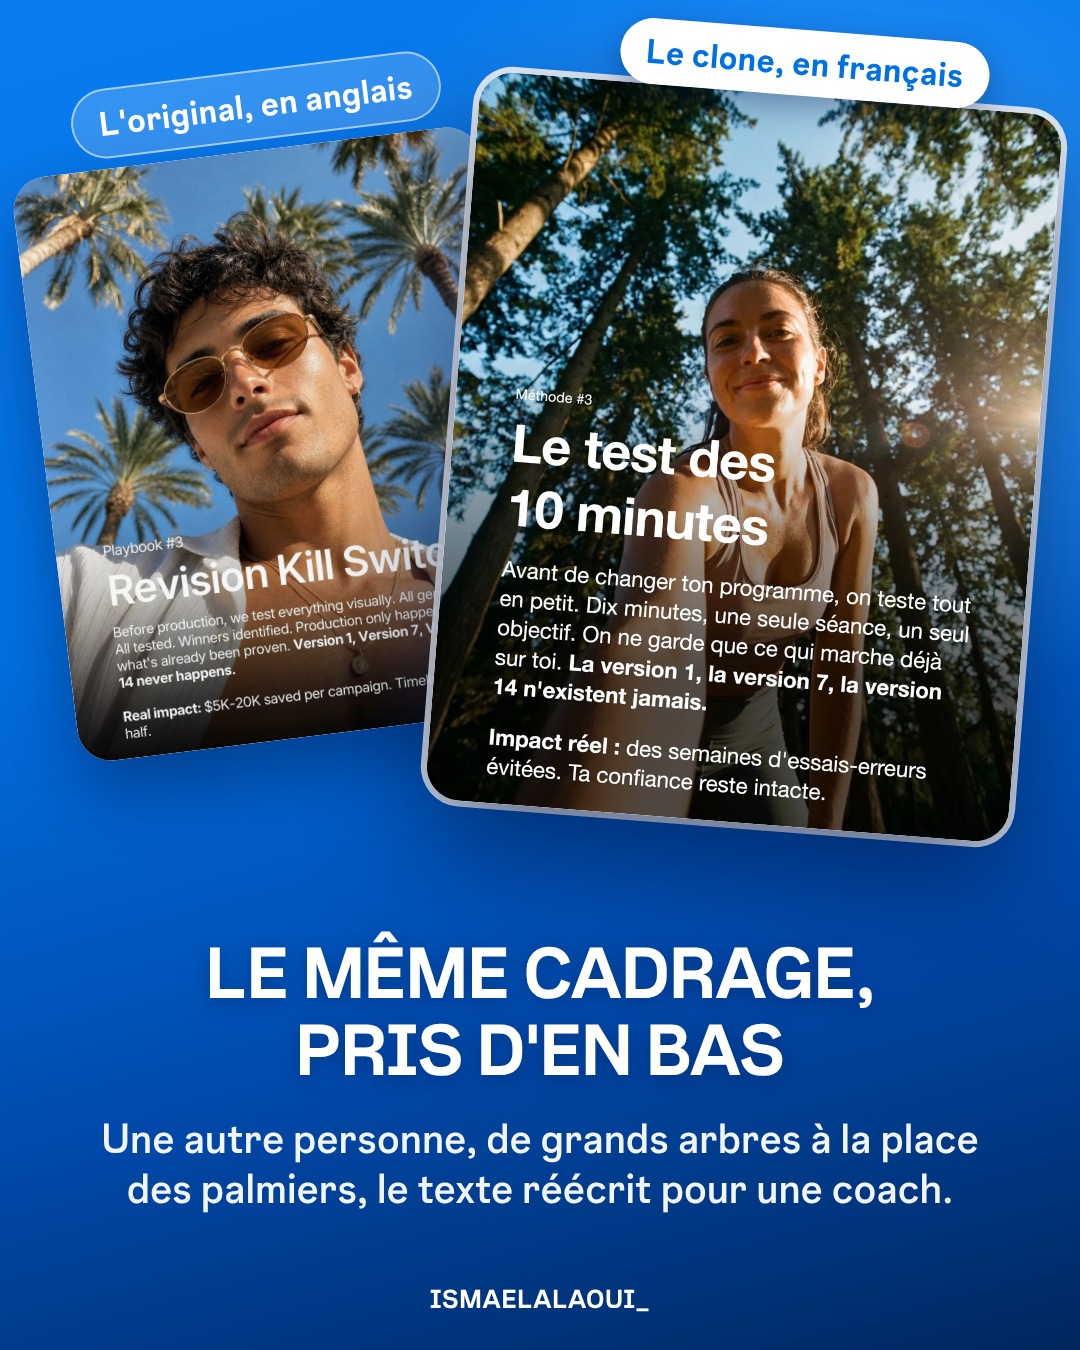 L'original, en anglais
Le clone, en français
Playbook #3
Revision Kill Switc
Before production, we test everything visually. All
All tested. Winners identified. Production only
what's already been proven. Version 1, Version 7,
14 never happens.
Real impact: $5K-20K saved per campaign.
half.
Méthode #3
Le test des
10 minutes
Avant de changer ton programme, on teste tout
en petit. Dix minutes, une seule séance, un seul
objectif. On ne garde que ce qui marche déjà
sur toi. La version 1, la version 7, la version
14 n'existent jamais.
Impact réel : des semaines d'essais-erreurs
évitées. Ta confiance reste intacte.
LE MÊME CADRAGE,
PRIS D'EN BAS
Une autre personne, de grands arbres à la place
des palmiers, le texte réécrit pour une coach.
ISMAELALAOUI_